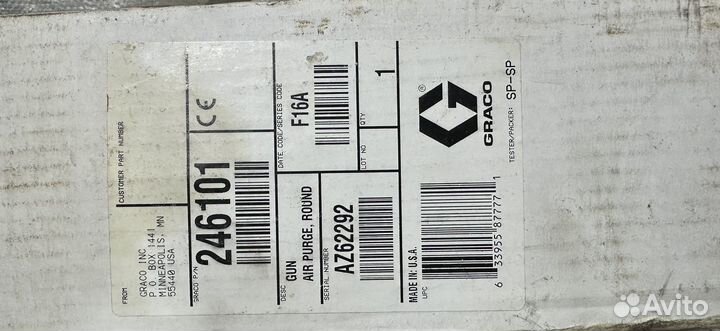 FROM
GRACO INC
P.O. BOX 1441
MINNEAPOLIS, MN
55440 USA
CUSTOMER PART NUMBER
GRACO P/N
246101
CE
DESC
GUN
AIR PURGE, ROUND
DATE CODE/SERIES CODE
F16A
SERIAL NUMBER
AZ62292
LOT NO
QTY
1
MADE IN U.S.A.
UPC
6 33955 87777 1
®
GRACO
TESTER/PACKER: SP-SP
Avito